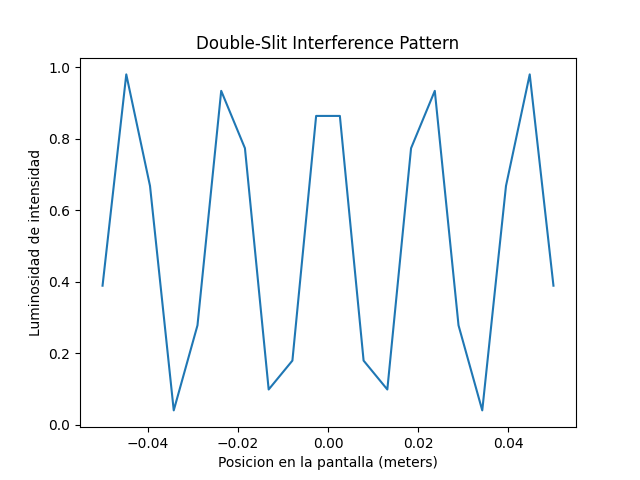 Double-Slit Interference Pattern
1.0
0.8
0.6
0.4
0.2
0.0
Luminosidad de intensidad
−0.04 −0.02 0.00 0.02 0.04
Posicion en la pantalla (meters)